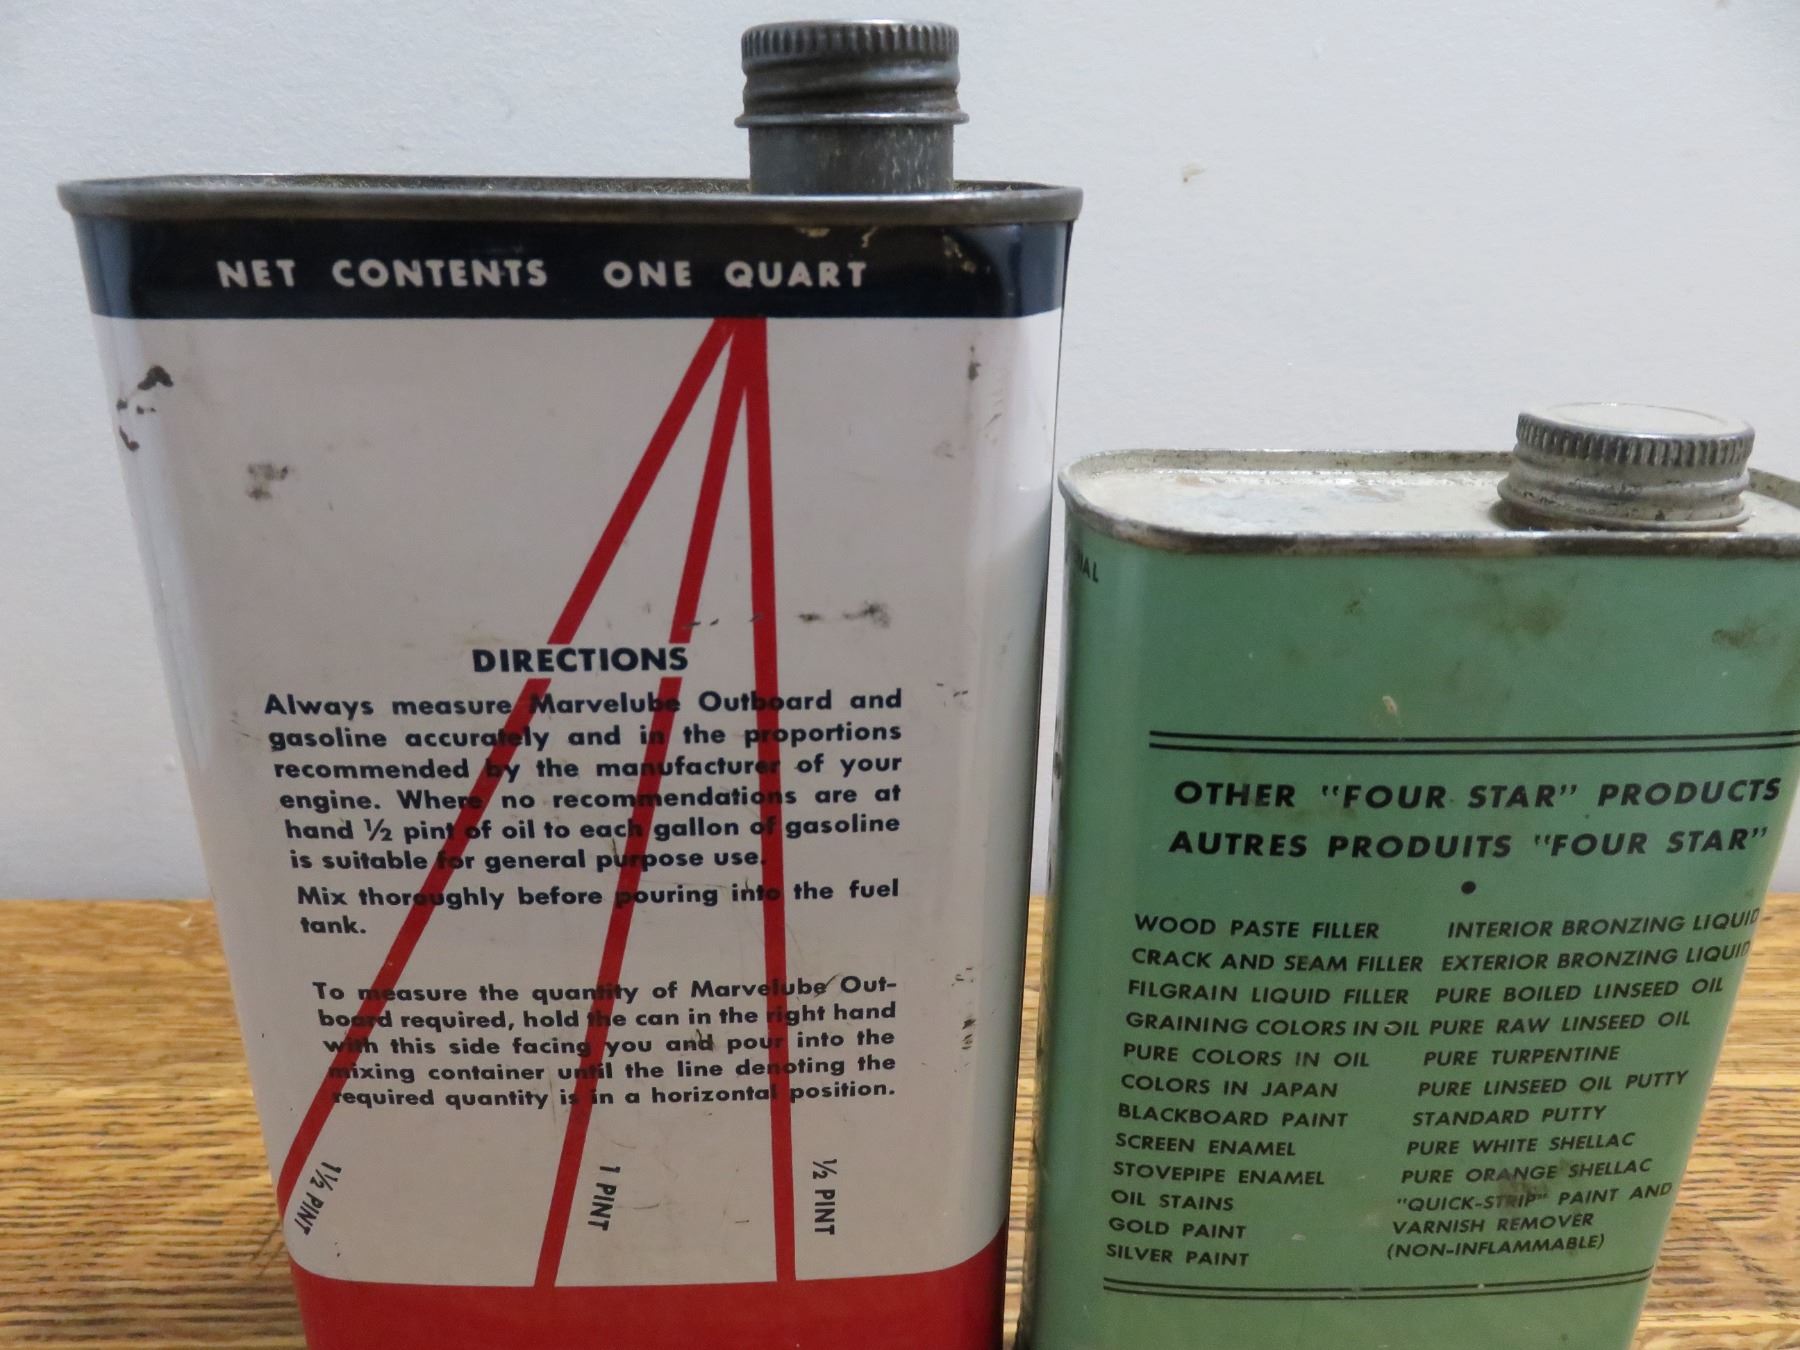 NET CONTENTS ONE QUART
DIRECTIONS
Always measure Marvelube Outboard and
gasoline accurately and in the proportions
recommended by the manufacturer of your
engine. Where no recommendations are at
hand ½ pint of oil to each gallon of gasoline
is suitable for general purpose use.
Mix thoroughly before pouring into the fuel
tank.
To measure the quantity of Marvelube Out-
board required, hold the can in the right hand
with this side facing you and pour into the
mixing container until the line denoting the
required quantity is in a horizontal position.
1½ PINT
1 PINT
½ PINT
OTHER "FOUR STAR" PRODUCTS
AUTRES PRODUITS "FOUR STAR"
WOOD PASTE FILLER
CRACK AND SEAM FILLER
FILGRAIN LIQUID FILLER
GRAINING COLORS IN OIL
PURE COLORS IN OIL
COLORS IN JAPAN
BLACKBOARD PAINT
SCREEN ENAMEL
STOVEPIPE ENAMEL
OIL STAINS
GOLD PAINT
SILVER PAINT
INTERIOR BRONZING LIQUID
EXTERIOR BRONZING LIQUID
PURE BOILED LINSEED OIL
PURE RAW LINSEED OIL
PURE TURPENTINE
PURE LINSEED OIL PUTTY
STANDARD PUTTY
PURE WHITE SHELLAC
PURE ORANGE SHELLAC
"QUICK-STRIP" PAINT AND
VARNISH REMOVER
(NON-INFLAMMABLE)